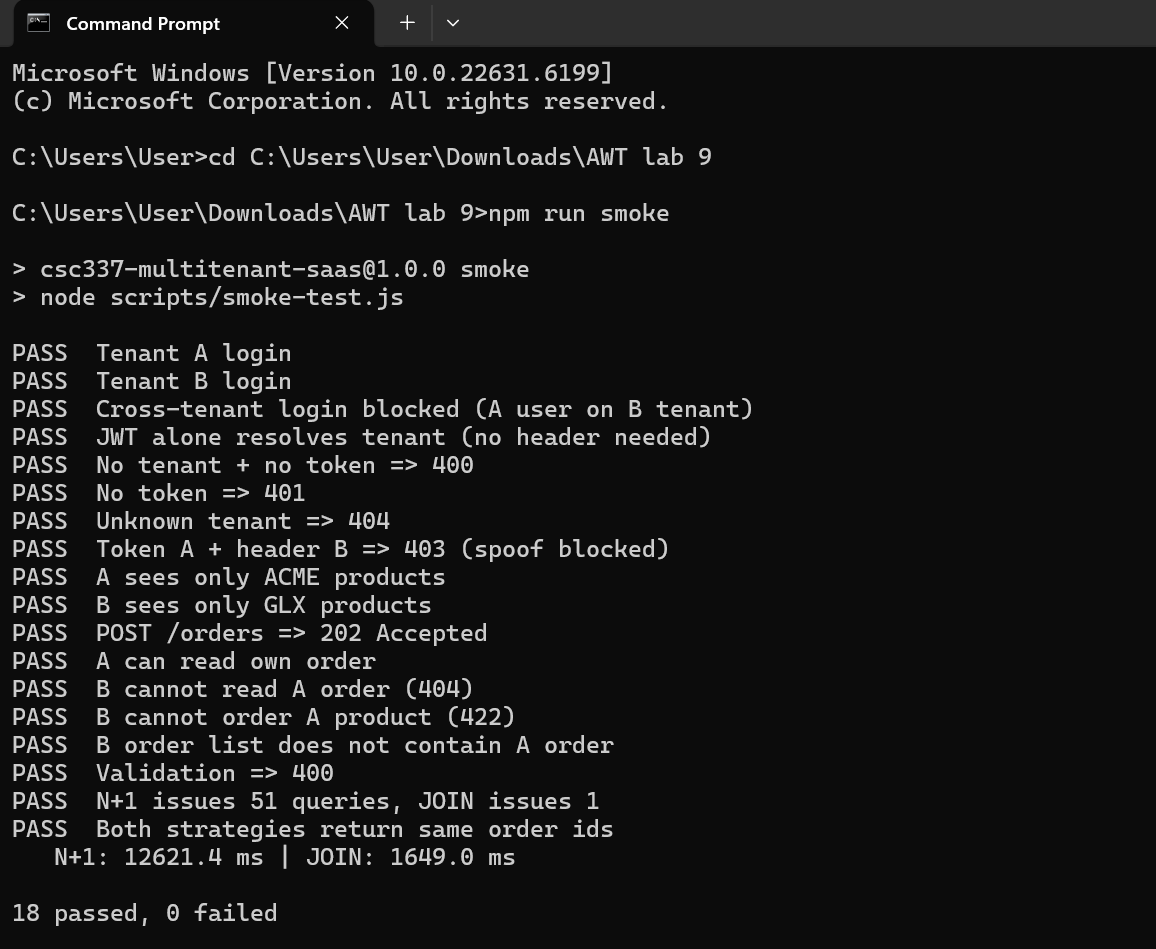 Command Prompt
Microsoft Windows [Version 10.0.22631.6199]
(c) Microsoft Corporation. All rights reserved.
C:\Users\User>cd C:\Users\User\Downloads\AWT lab 9
C:\Users\User\Downloads\AWT lab 9>npm run smoke
> csc337-multitenant-saas@1.0.0 smoke
> node scripts/smoke-test.js
PASS  Tenant A login
PASS  Tenant B login
PASS  Cross-tenant login blocked (A user on B tenant)
PASS  JWT alone resolves tenant (no header needed)
PASS  No tenant + no token => 400
PASS  No token => 401
PASS  Unknown tenant => 404
PASS  Token A + header B => 403 (spoof blocked)
PASS  A sees only ACME products
PASS  B sees only GLX products
PASS  POST /orders => 202 Accepted
PASS  A can read own order
PASS  B cannot read A order (404)
PASS  B cannot order A product (422)
PASS  B order list does not contain A order
PASS  Validation => 400
PASS  N+1 issues 51 queries, JOIN issues 1
PASS  Both strategies return same order ids
   N+1: 12621.4 ms | JOIN: 1649.0 ms
18 passed, 0 failed